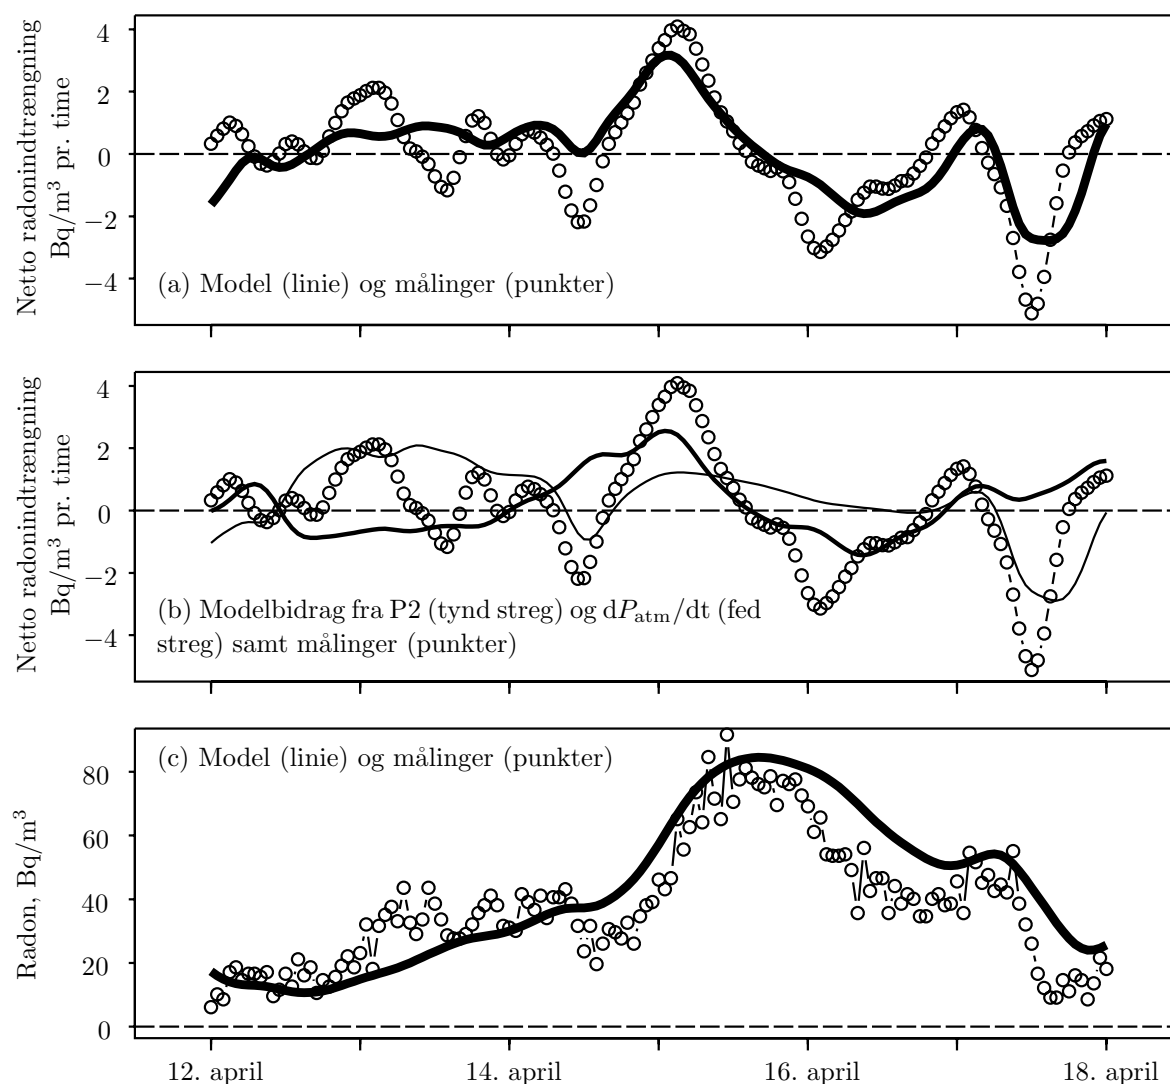 Netto radonindtrængning
Bq/m³ pr. time
4
2
0
−2
−4
(a) Model (linie) og målinger (punkter)
Netto radonindtrængning
Bq/m³ pr. time
4
2
0
−2
−4
(b) Modelbidrag fra P2 (tynd streg) og dPatm/dt (fed
streg) samt målinger (punkter)
Radon, Bq/m³
80
60
40
20
0
(c) Model (linie) og målinger (punkter)
12. april 14. april 16. april 18. april